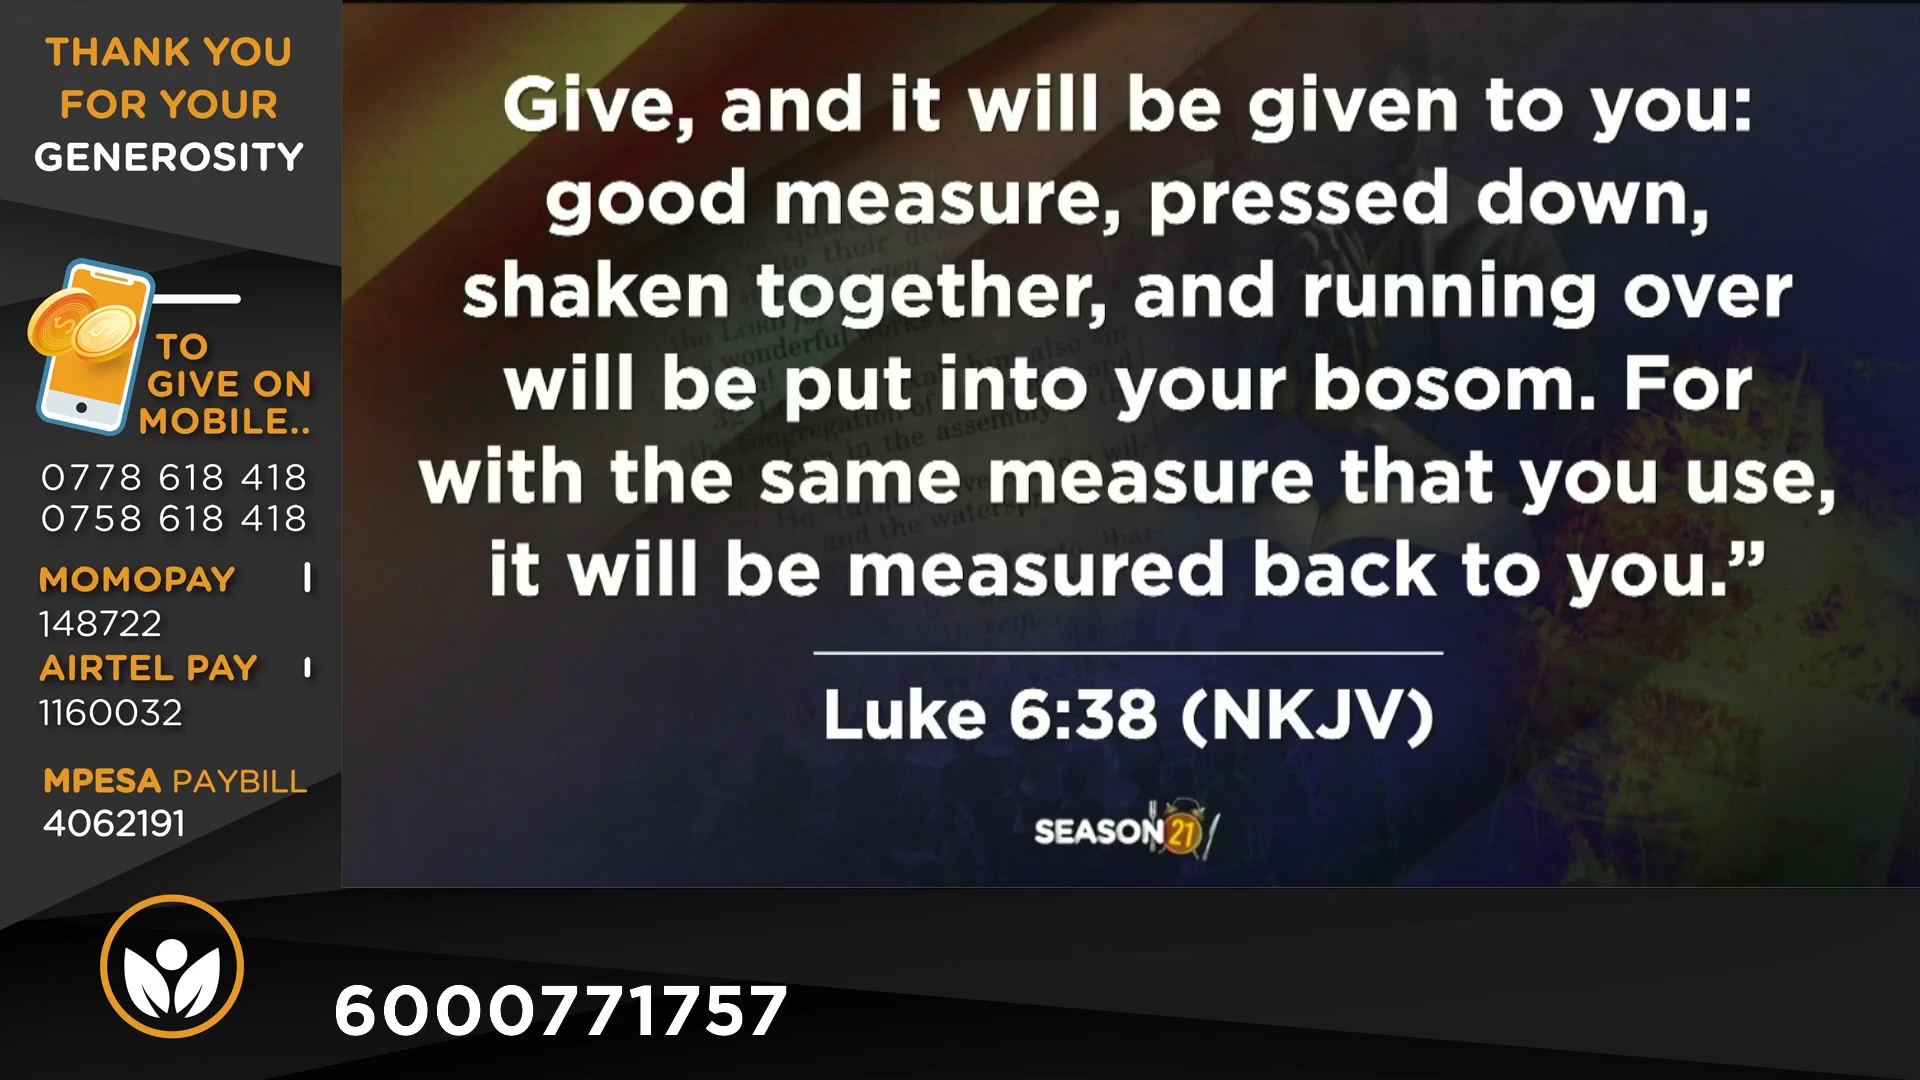 THANK YOU
FOR YOUR
GENEROSITY
TO
GIVE ON
MOBILE..
0778 618 418
0758 618 418
MOMOPAY
148722
AIRTEL PAY
1160032
MPESA PAYBILL
4062191
Give, and it will be given to you:
good measure, pressed down,
shaken together, and running over
will be put into your bosom. For
with the same measure that you use,
it will be measured back to you.”
Luke 6:38 (NKJV)
SEASON 21
6000771757